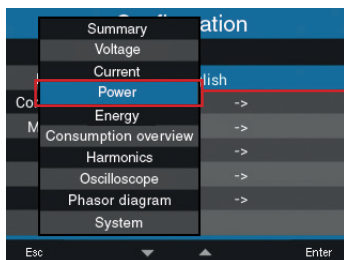 Summary
ation
Voltage
Current
lish
Power
Co
->
Energy
M
->
Consumption overview
Harmonics
->
Oscilloscope
->
Phasor diagram
->
System
Esc
Enter